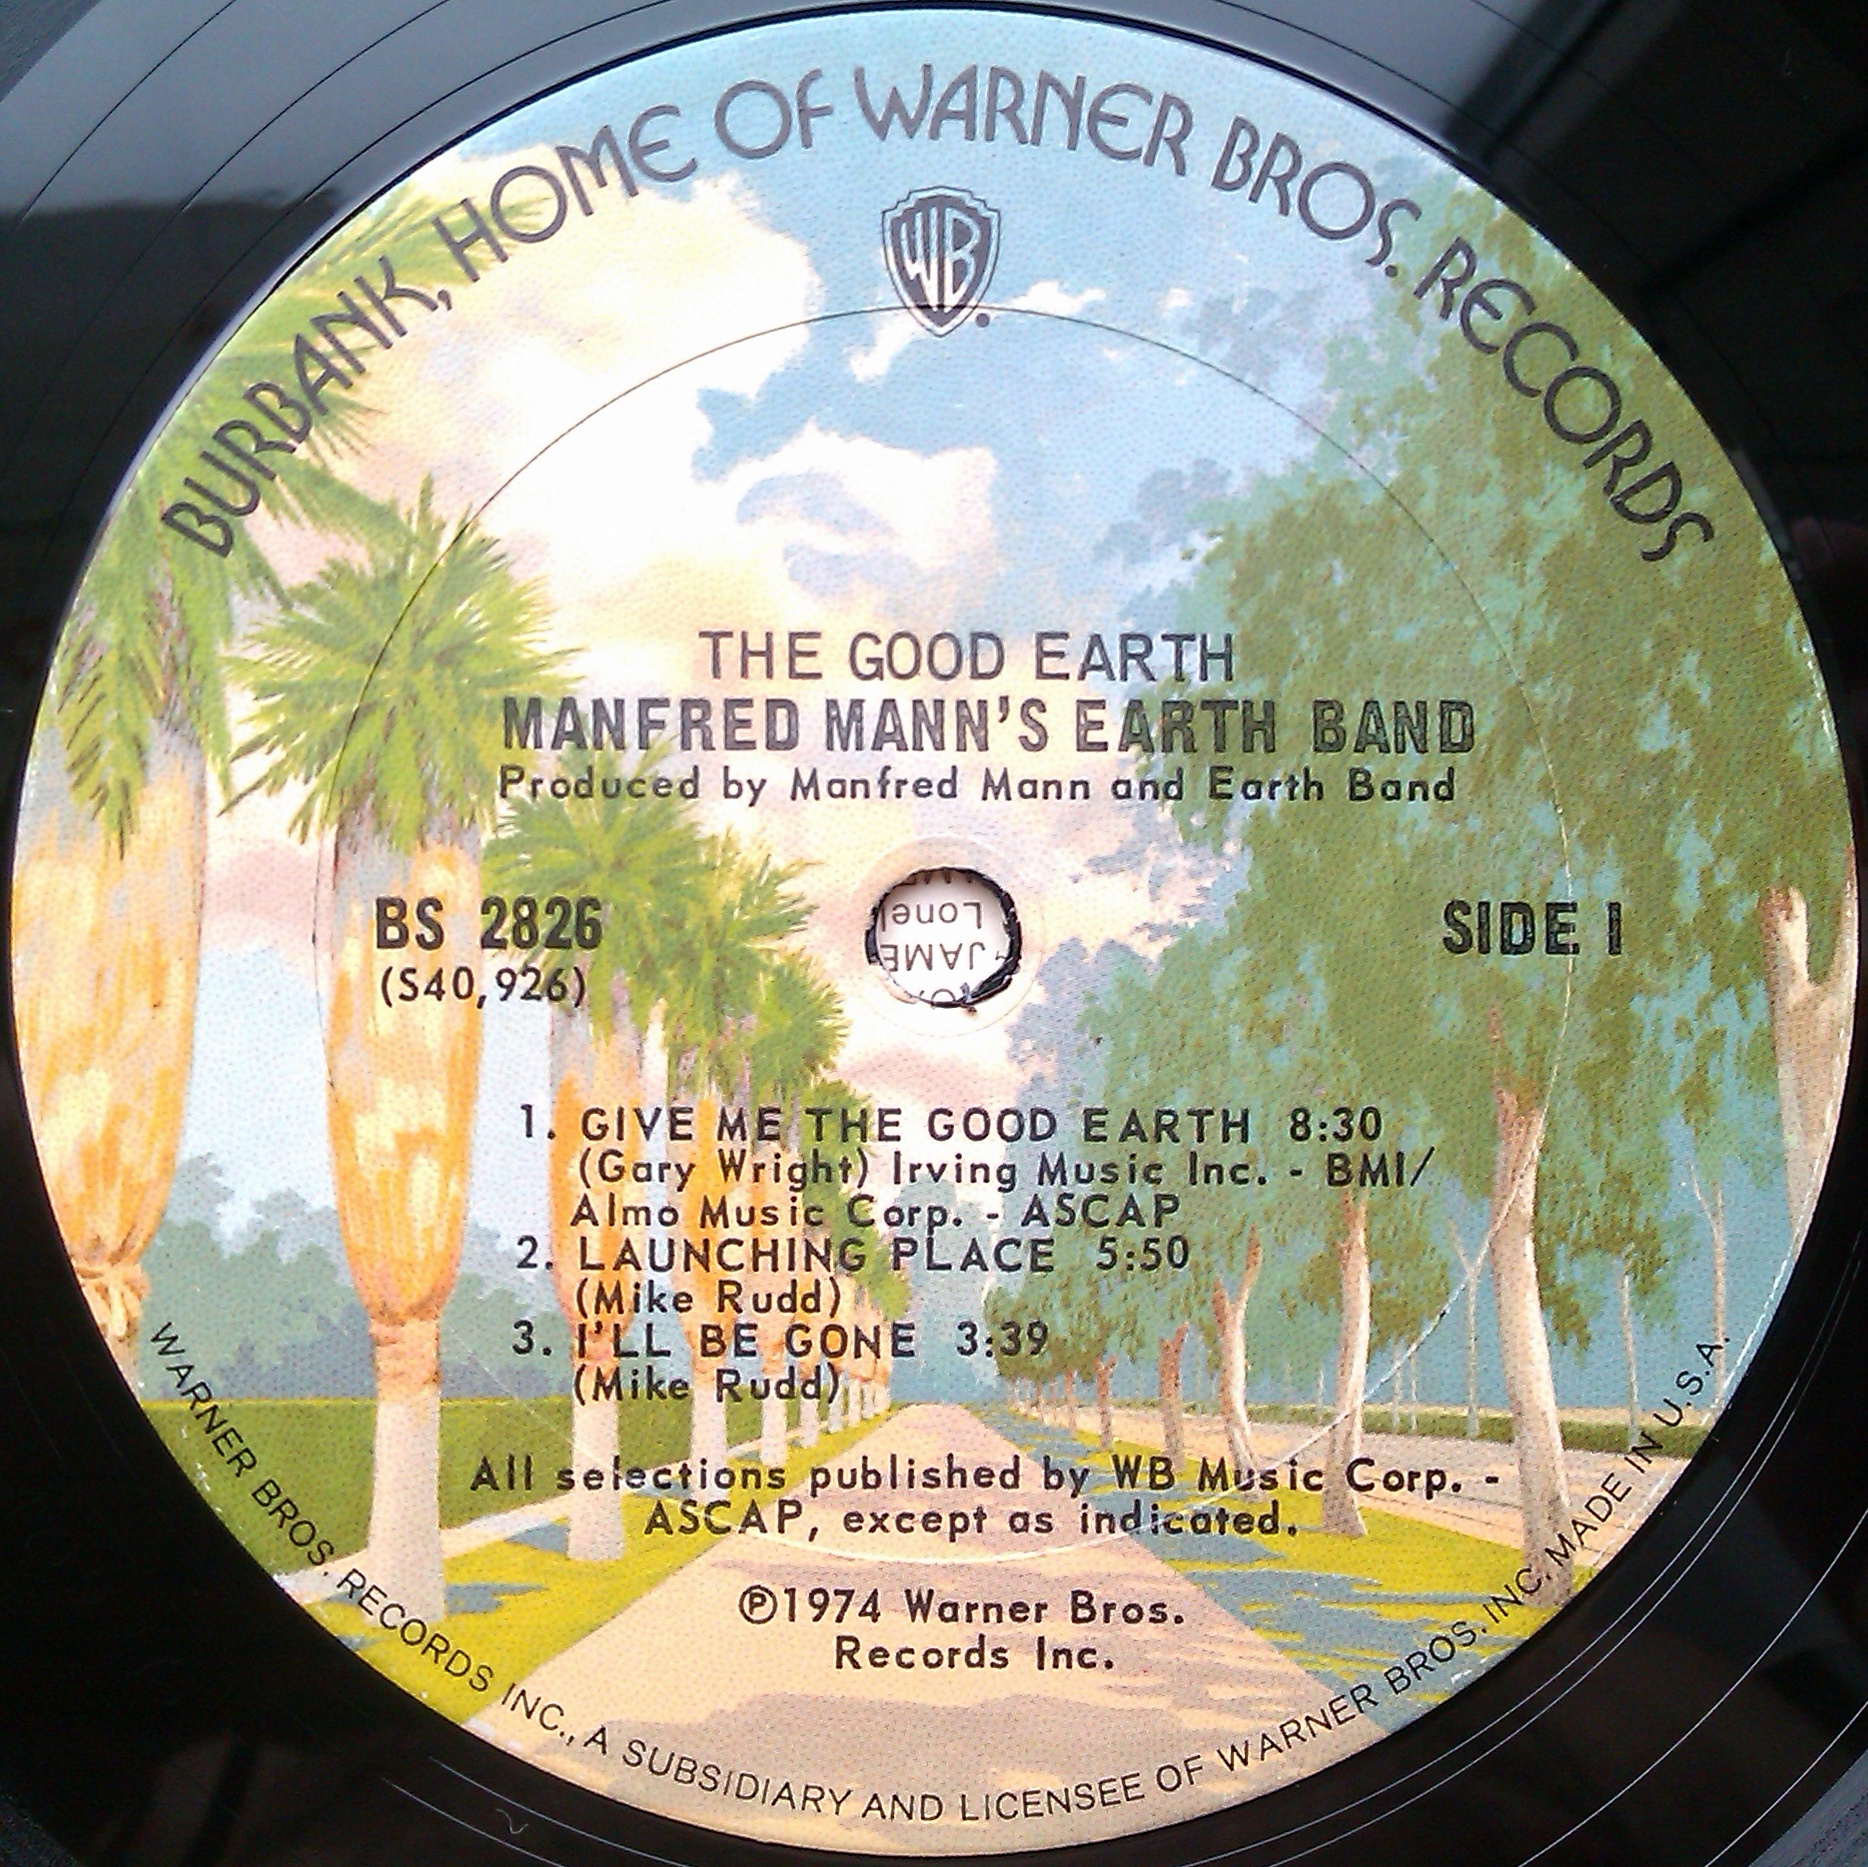 BURBANK, HOME OF WARNER BROS. RECORDS
WB
THE GOOD EARTH
MANFRED MANN'S EARTH BAND
Produced by Manfred Mann and Earth Band
BS 2826
SIDE 1
(S40,926)
Lone
JAME
1. GIVE ME THE GOOD EARTH 8:30
(Gary Wright) Irving Music Inc. - BMI/
Almo Music Corp. - ASCAP
2. LAUNCHING PLACE 5:50
(Mike Rudd)
3. I'LL BE GONE 3:39
(Mike Rudd)
All selections published by WB Music Corp. -
ASCAP, except as indicated.
℗1974 Warner Bros.
Records Inc.
WARNER BROS. RECORDS INC., A SUBSIDIARY AND LICENSEE OF WARNER BROS. INC. MADE IN U.S.A.